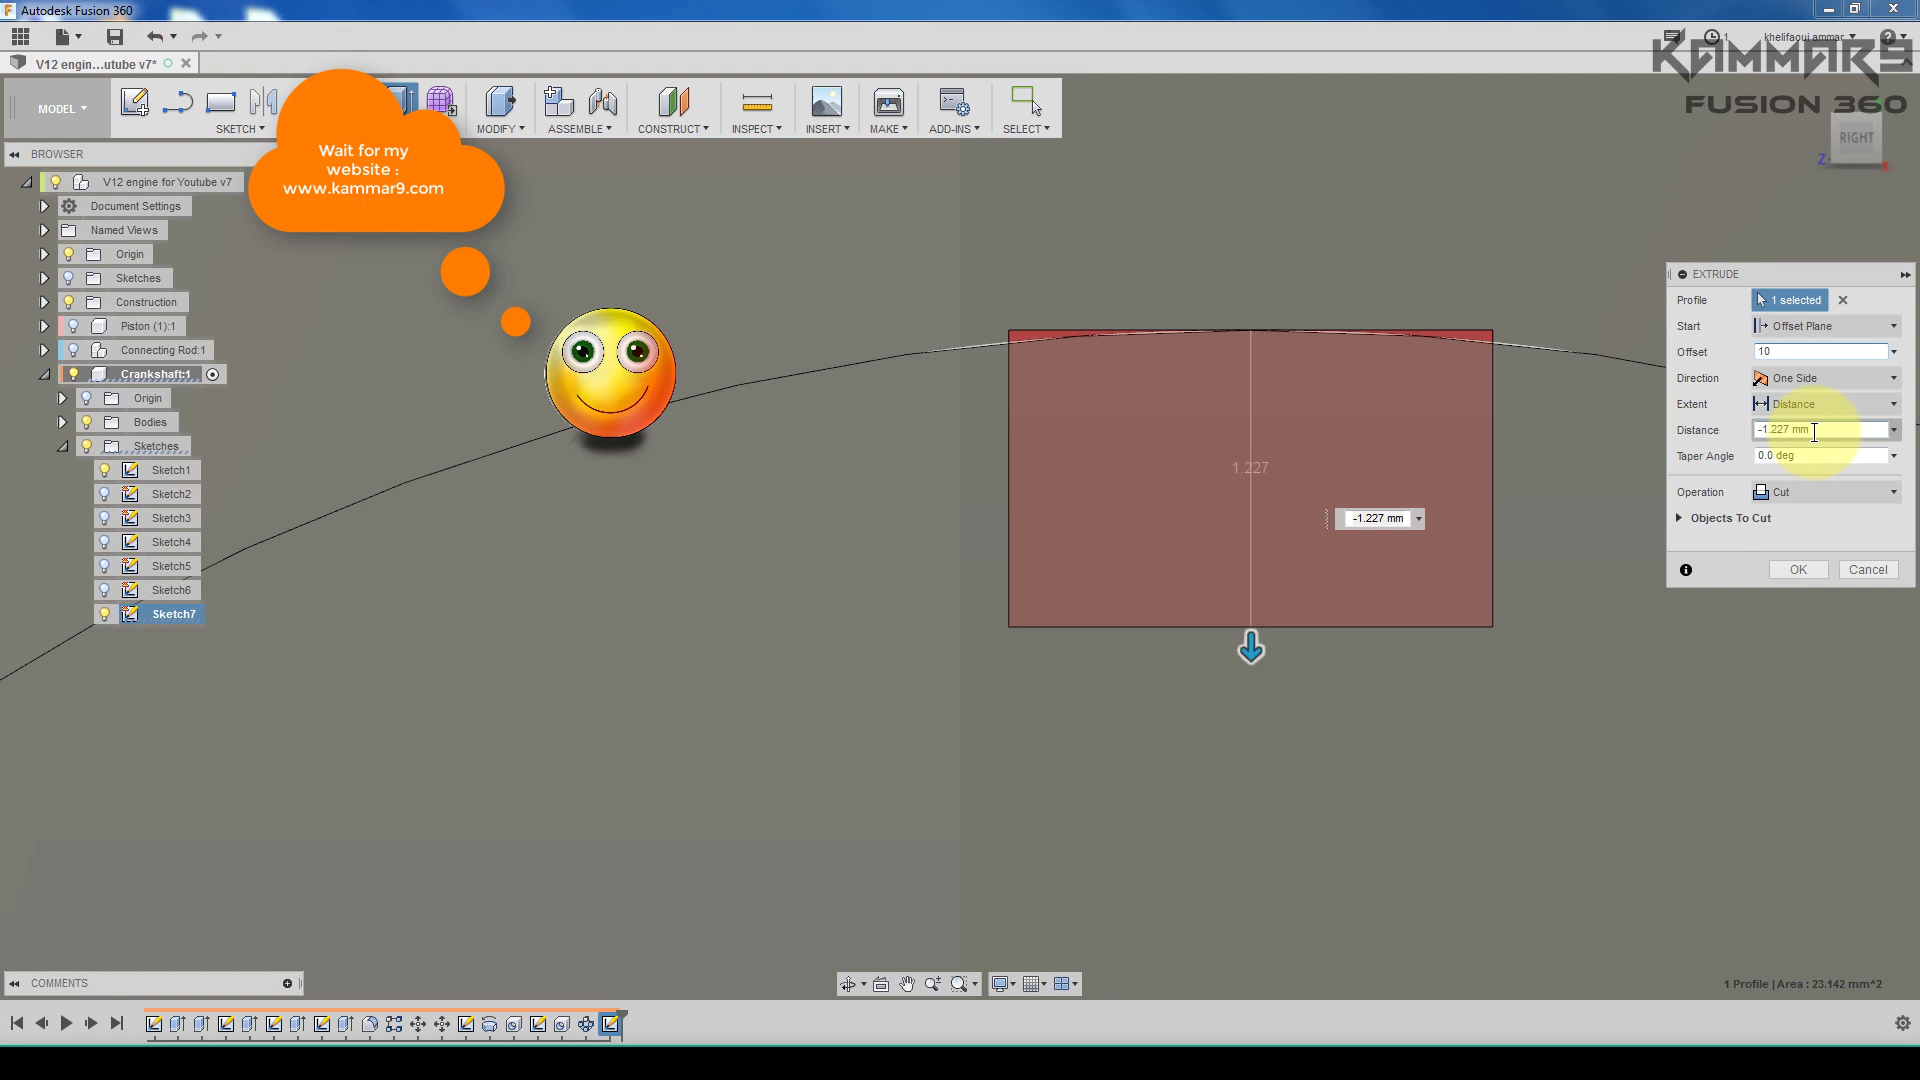 Autodesk Fusion 360
V12 engin...utube v7*
1
khelifaoui ammar
KAMMAR9
FUSION 360
MODEL
SKETCH
MODIFY
ASSEMBLE
CONSTRUCT
INSPECT
INSERT
MAKE
ADD-INS
SELECT
RIGHT
Z
X
Wait for my
website :
www.kammar9.com
BROWSER
V12 engine for Youtube v7
Document Settings
Named Views
Origin
Sketches
Construction
Piston (1):1
Connecting Rod:1
Crankshaft:1
Origin
Bodies
Sketches
Sketch1
Sketch2
Sketch3
Sketch4
Sketch5
Sketch6
Sketch7
1.227
-1.227 mm
EXTRUDE
Profile 1 selected
Start Offset Plane
Offset 10
Direction One Side
Extent Distance
Distance -1.227 mm
Taper Angle 0.0 deg
Operation Cut
Objects To Cut
OK Cancel
COMMENTS
1 Profile | Area : 23.142 mm^2